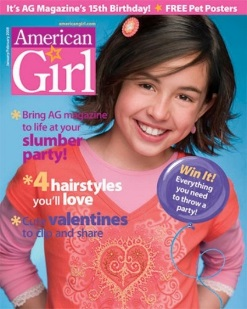 It's AG Magazine's 15th Birthday! ★ FREE Pet Posters
americangirl.com
January/February 2008
American
Girl
*Bring AG magazine
to life at your
slumber
party!
*4 hairstyles
you'll love
valentines
to clip and share
Win It!
Everything
you need
to throw a
party!